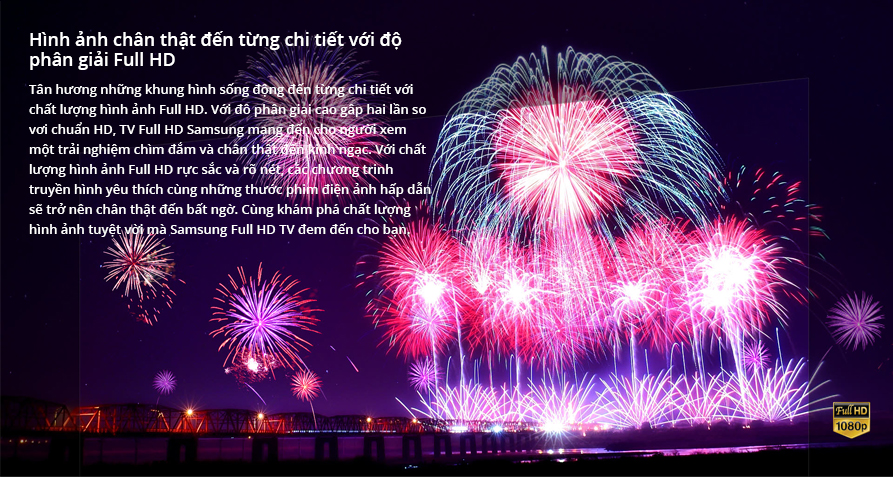 Hình ảnh chân thật đến từng chi tiết với độ
phân giải Full HD
Tân hương những khung hình sống động đến từng chi tiết với
chất lượng hình ảnh Full HD. Với độ phân giải cao gấp hai lần so
vơi chuẩn HD, TV Full HD Samsung mang đến cho người xem
một trải nghiệm chìm đắm và chân thật đến kinh ngạc. Với chất
lượng hình ảnh Full HD rực sắc và rõ nét, các chương trình
truyền hình yêu thích cùng những thước phim điện ảnh hấp dẫn
sẽ trở nên chân thật đến bất ngờ. Cùng khám phá chất lượng
hình ảnh tuyệt vời mà Samsung Full HD TV đem đến cho bạn.
Full HD
1080p